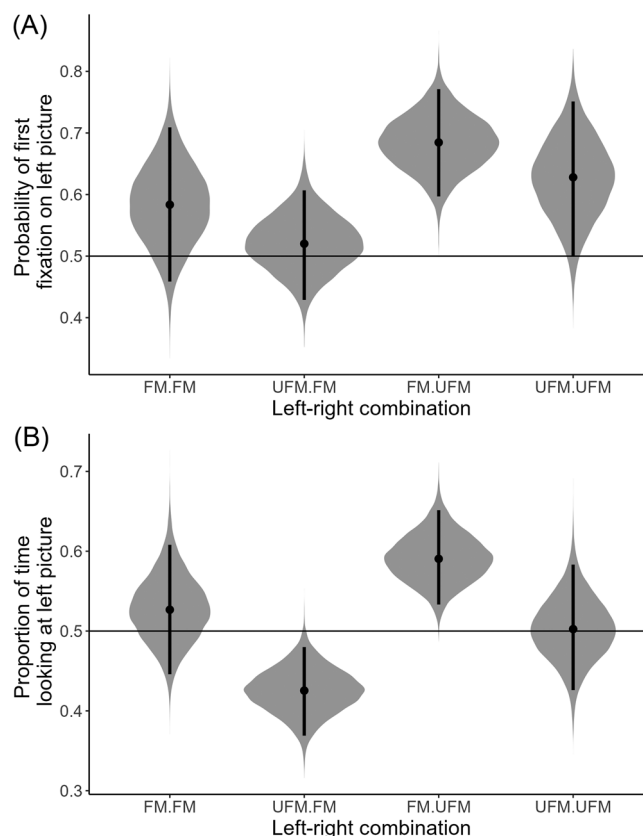 (A)
Probability of first
fixation on left picture
0.8
0.7
0.6
0.5
0.4
FM.FM UFM.FM FM.UFM UFM.UFM
Left-right combination
(B)
Proportion of time
looking at left picture
0.7
0.6
0.5
0.4
0.3
FM.FM UFM.FM FM.UFM UFM.UFM
Left-right combination